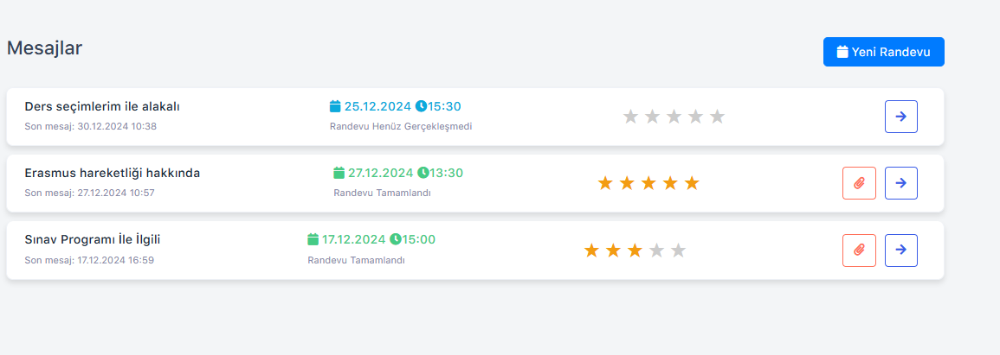 Mesajlar
Yeni Randevu
Ders seçimlerim ile alakalı
25.12.2024 15:30
Son mesaj: 30.12.2024 10:38
Randevu Henüz Gerçekleşmedi
Erasmus hareketliği hakkında
27.12.2024 13:30
Son mesaj: 27.12.2024 10:57
Randevu Tamamlandı
Sınav Programı İle İlgili
17.12.2024 15:00
Son mesaj: 17.12.2024 16:59
Randevu Tamamlandı